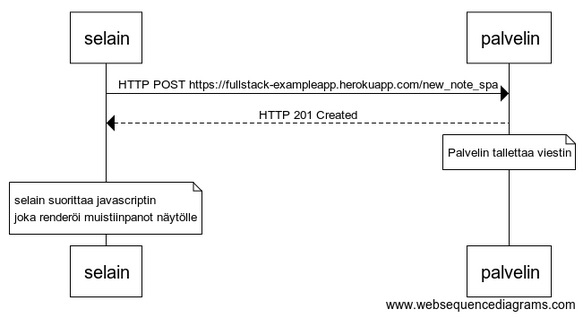 selain
palvelin
HTTP POST https://fullstack-exampleapp.herokuapp.com/new_note_spa
HTTP 201 Created
Palvelin tallettaa viestin
selain suorittaa javascriptin
joka renderöi muistiinpanot näytölle
selain
palvelin
www.websequencediagrams.com